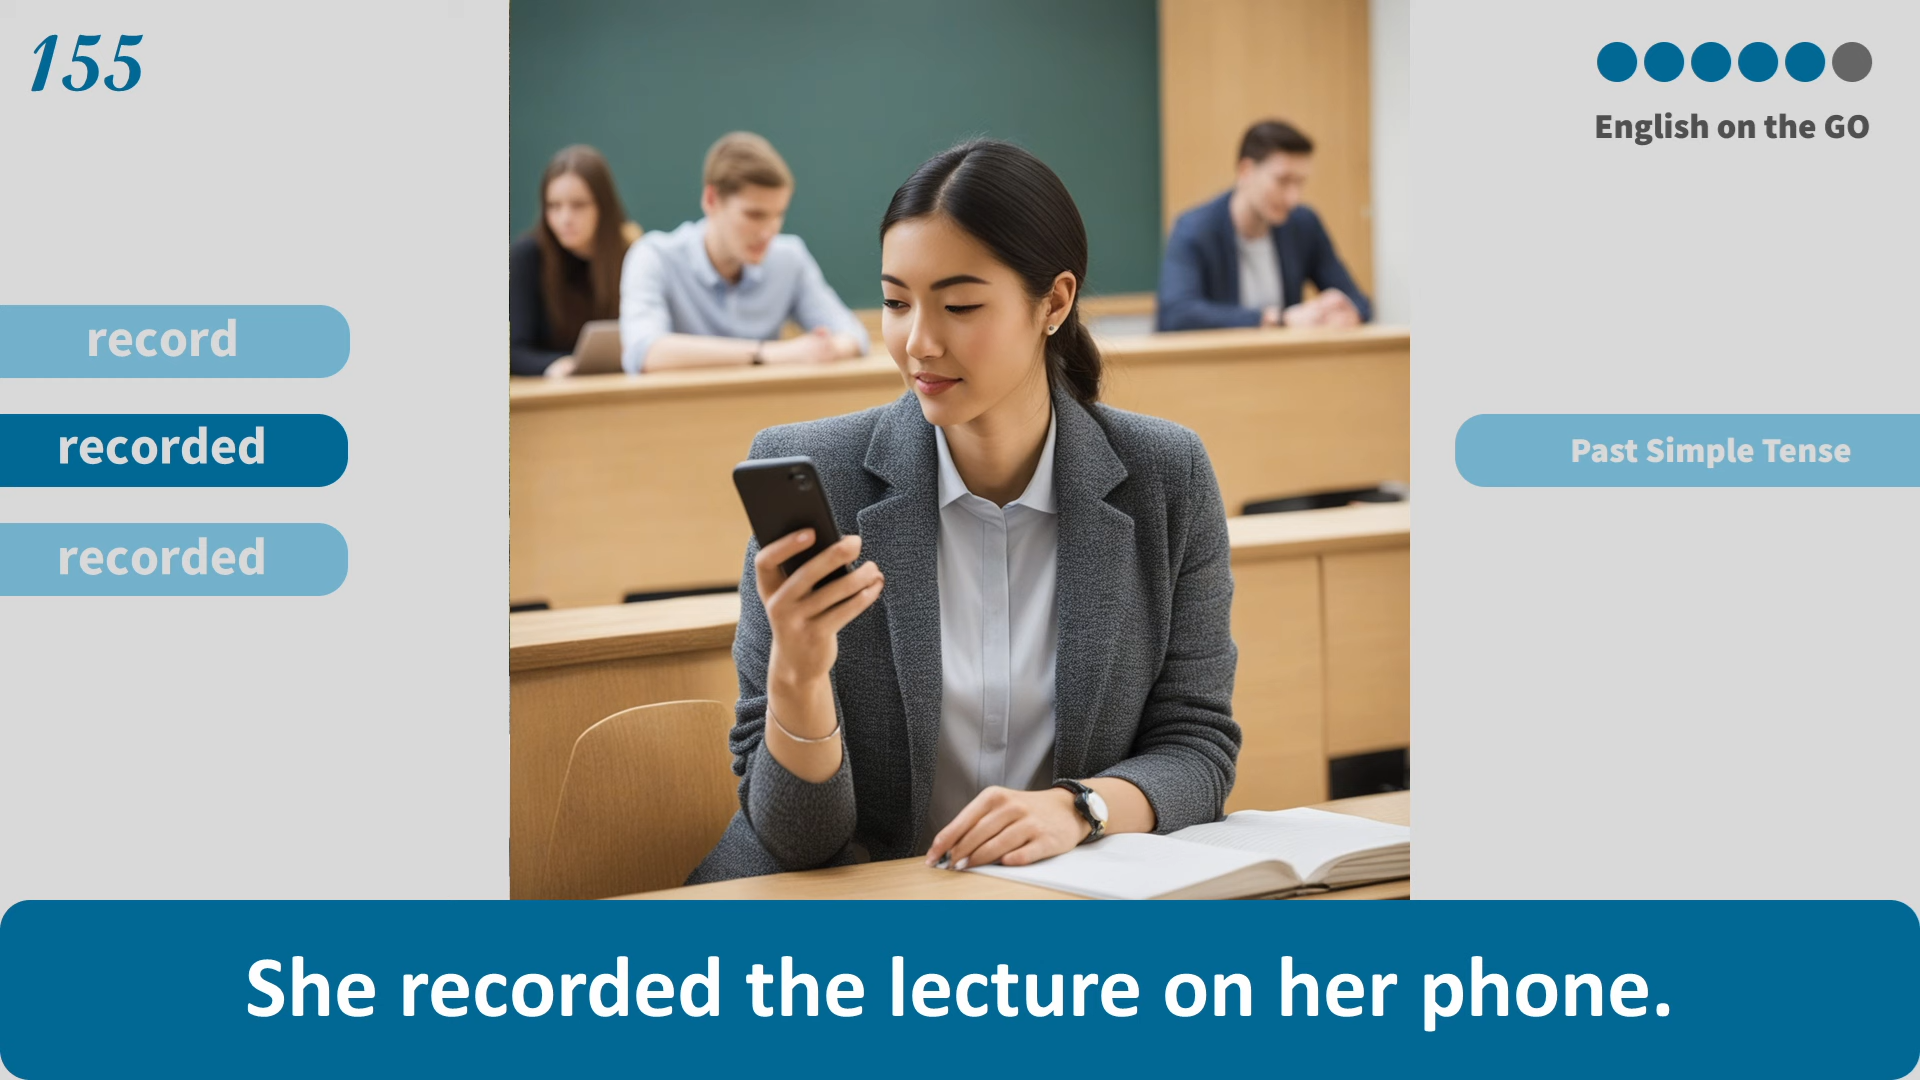 155
English on the GO
record
recorded
recorded
Past Simple Tense
She recorded the lecture on her phone.